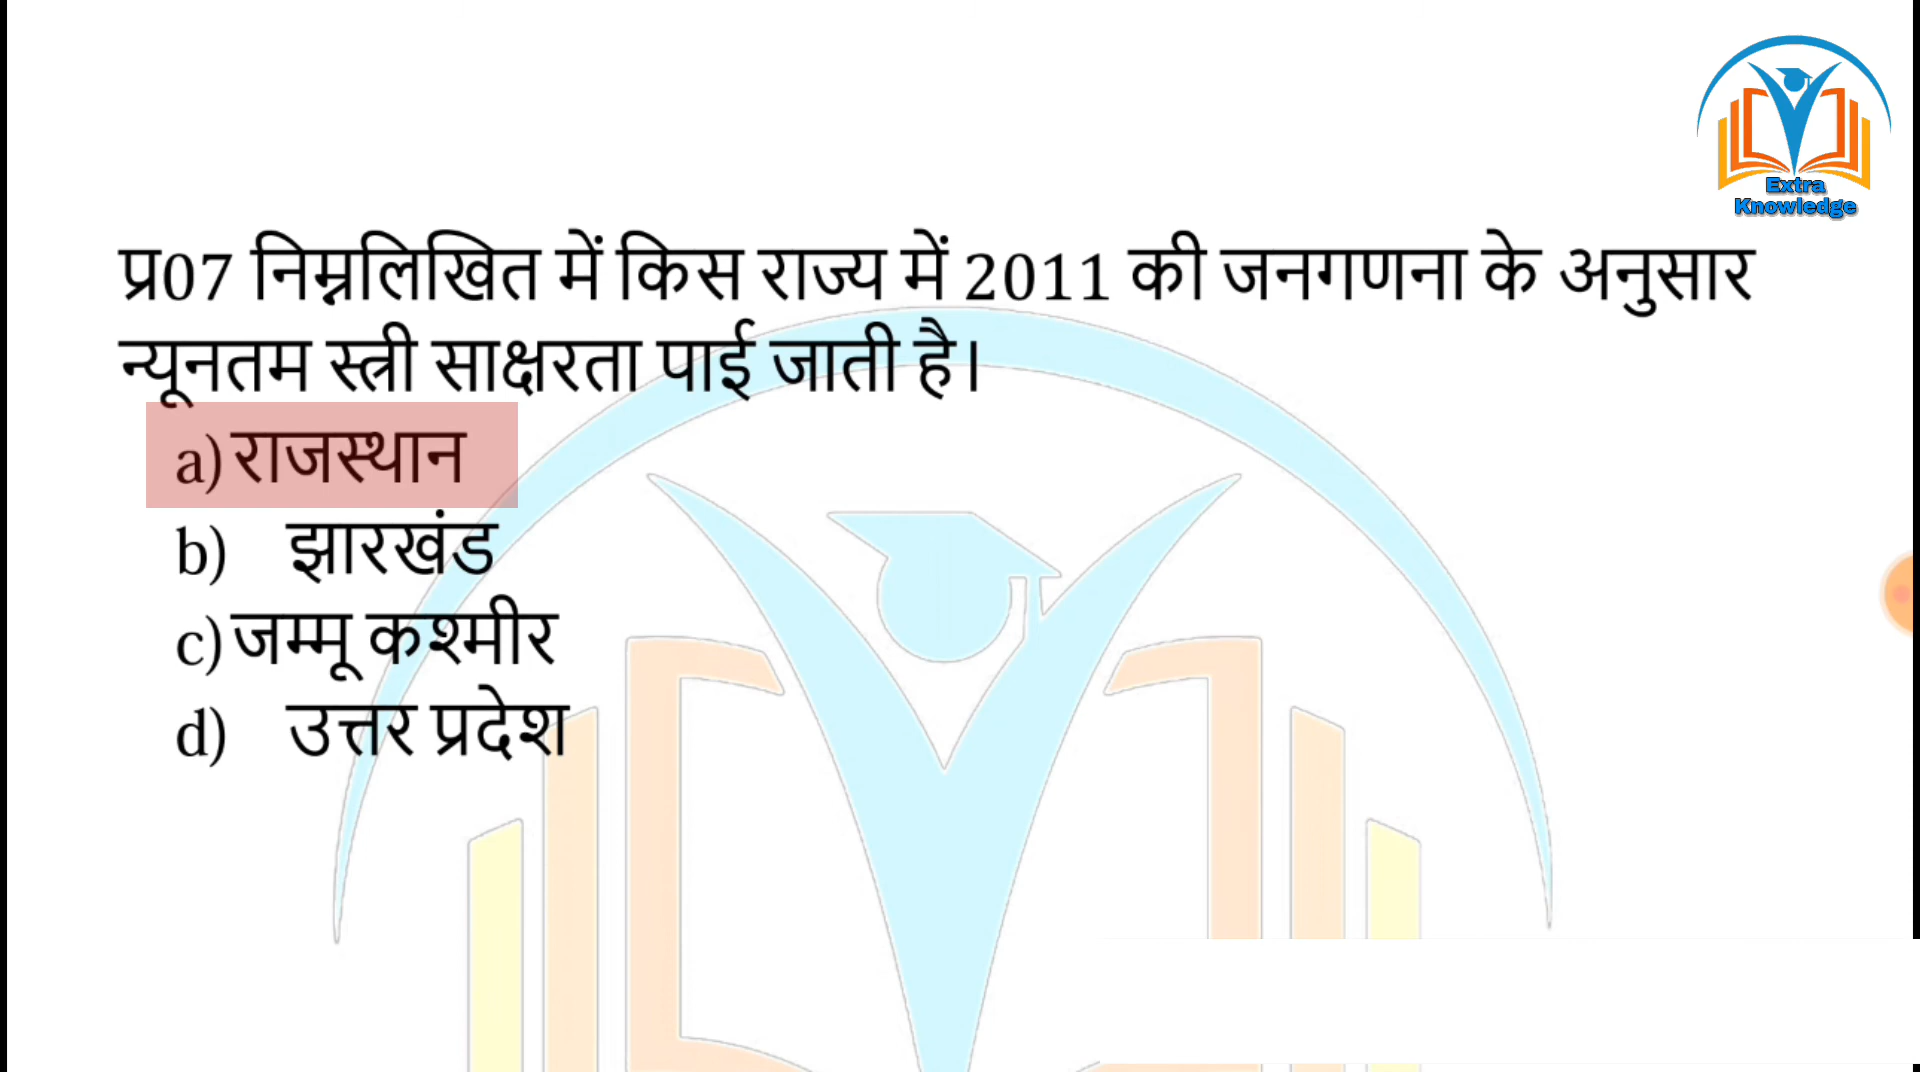 Extra
Knowledge
प्र07 निम्नलिखित में किस राज्य में 2011 की जनगणना के अनुसार
न्यूनतम स्त्री साक्षरता पाई जाती है।
a) राजस्थान
b) झारखंड
c) जम्मू कश्मीर
d) उत्तर प्रदेश